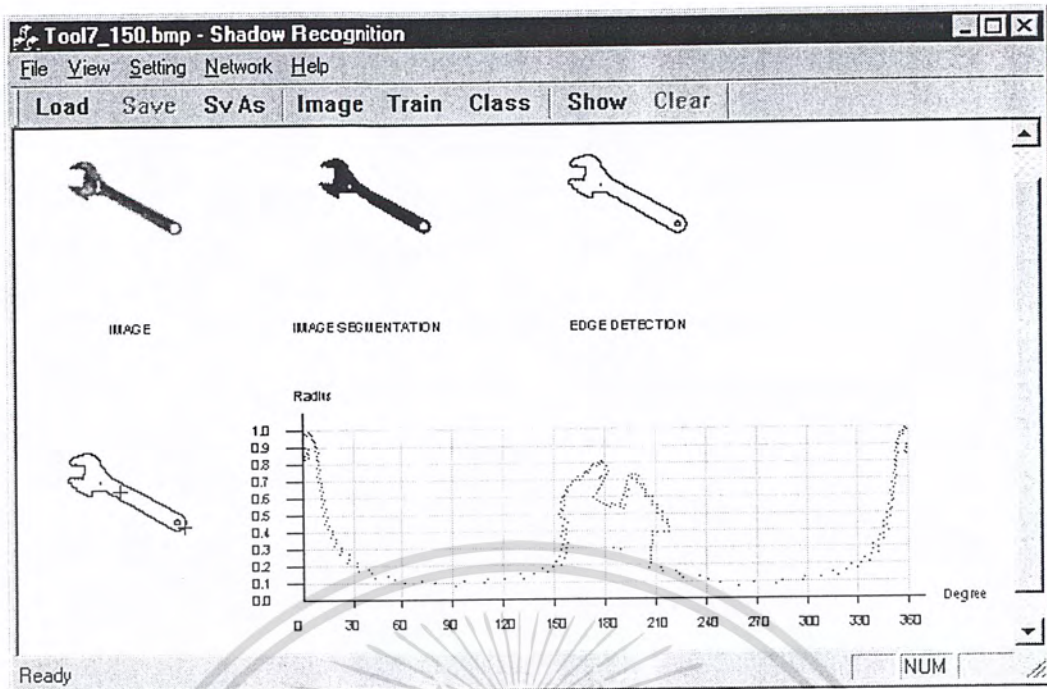 Tool7_150.bmp - Shadow Recognition
File View Setting Network Help
Load Save Sv As Image Train Class Show Clear
IMAGE IMAGE SEGMENTATION EDGE DETECTION
Radius
1.0
0.9
0.8
0.7
0.6
0.5
0.4
0.3
0.2
0.1
0.0
Degree
0 30 60 90 120 150 180 210 240 270 300 330 360
Ready NUM